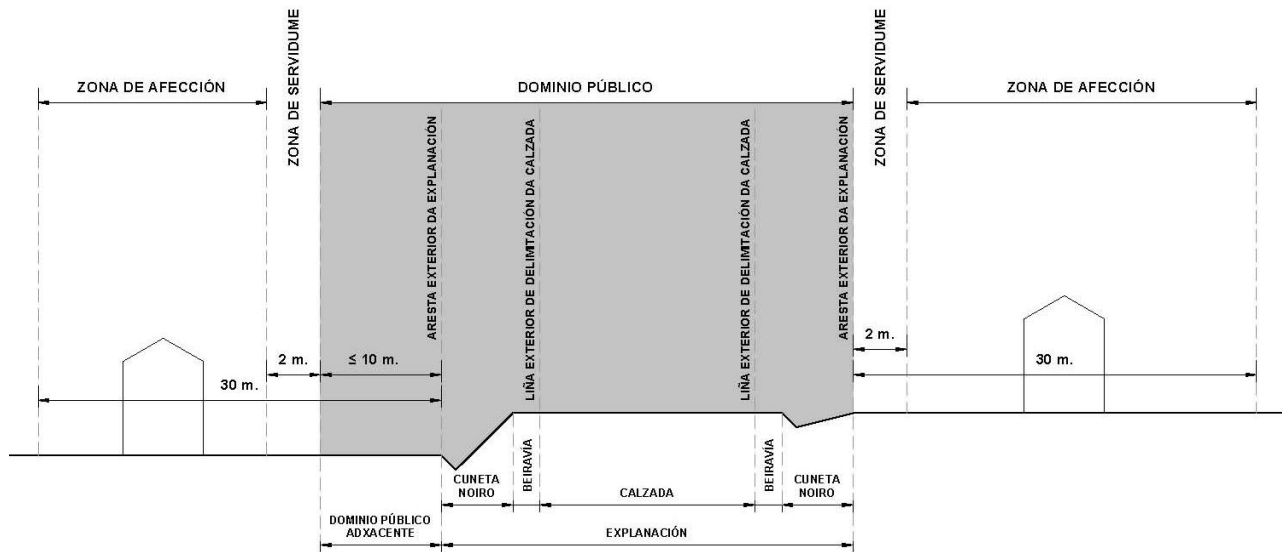 ZONA DE AFECCIÓN
ZONA DE SERVIDUME
DOMINIO PÚBLICO
ZONA DE SERVIDUME
ZONA DE AFECCIÓN
ARESTA EXTERIOR DA EXPLANACIÓN
LIÑA EXTERIOR DE DELIMITACIÓN DA CALZADA
LIÑA EXTERIOR DE DELIMITACIÓN DA CALZADA
ARESTA EXTERIOR DA EXPLANACIÓN
2 m.
≤ 10 m.
30 m.
2 m.
30 m.
CUNETA
NOIRO
BEIRAVÍA
CALZADA
BEIRAVÍA
CUNETA
NOIRO
DOMINIO PÚBLICO
ADXACENTE
EXPLANACIÓN